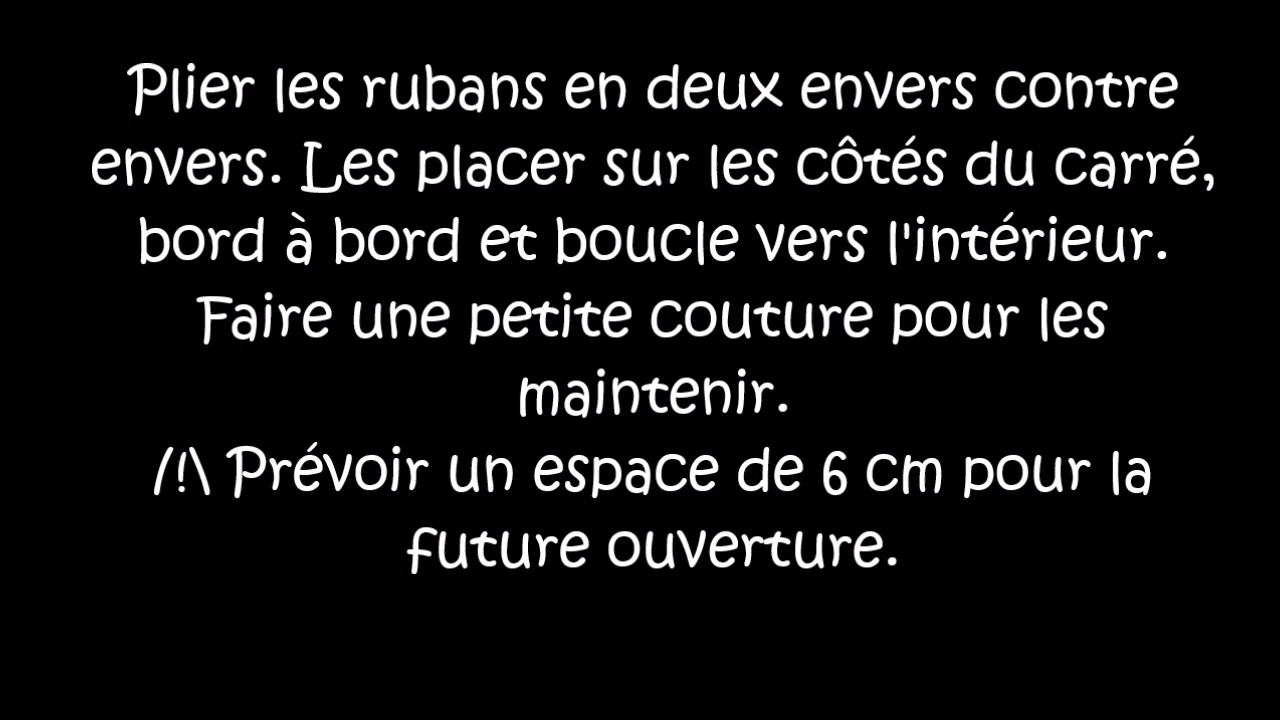 Plier les rubans en deux envers contre
envers. Les placer sur les côtés du carré,
bord à bord et boucle vers l'intérieur.
Faire une petite couture pour les
maintenir.
/!\ Prévoir un espace de 6 cm pour la
future ouverture.